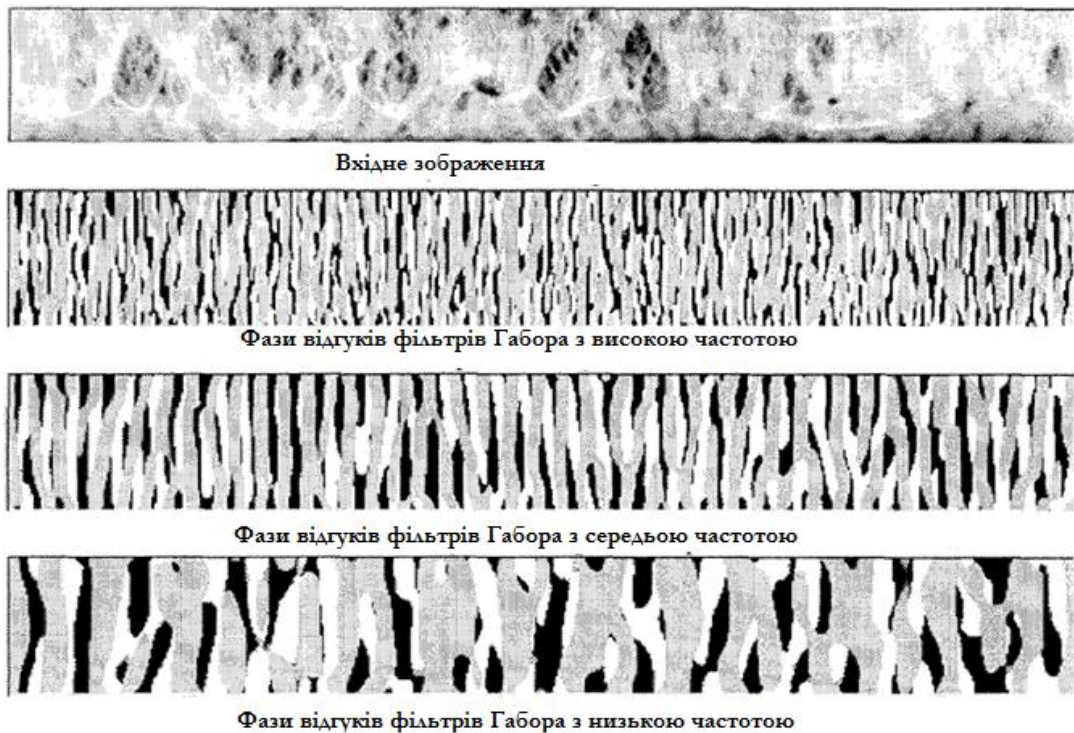 Вхідне зображення
Фази відгуків фільтрів Габора з високою частотою
Фази відгуків фільтрів Габора з середьою частотою
Фази відгуків фільтрів Габора з низькою частотою